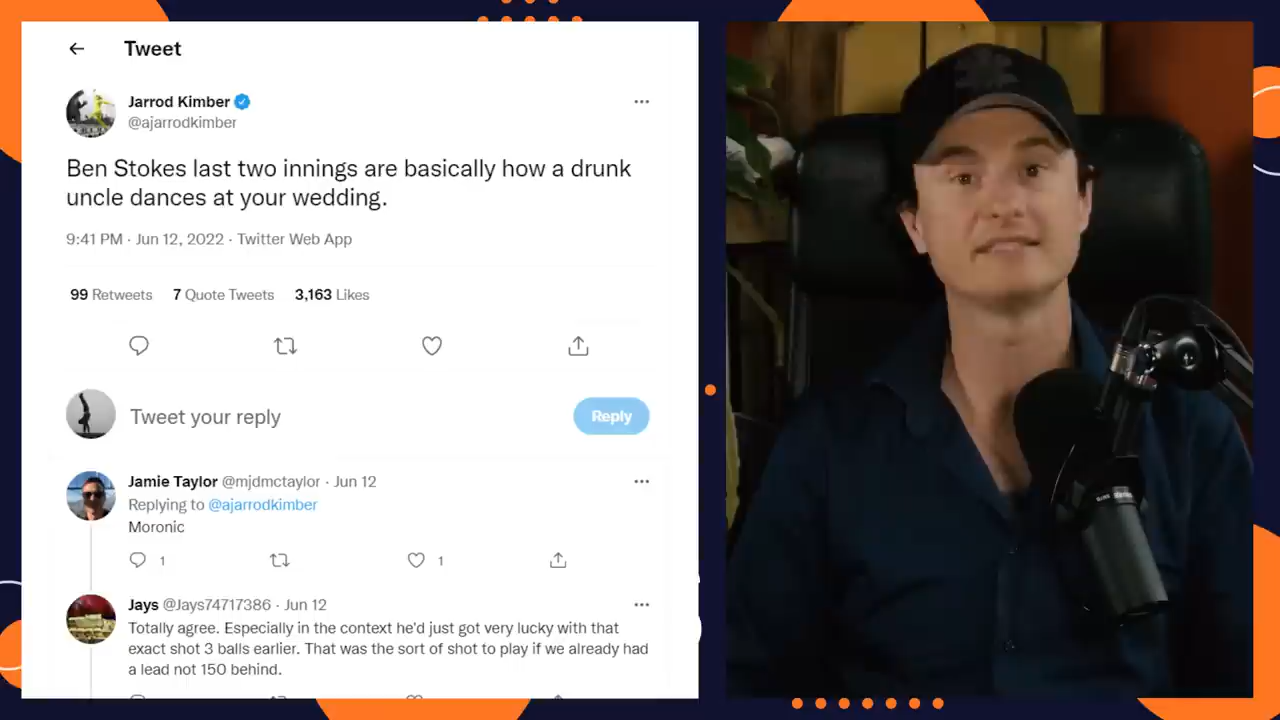 Tweet
Jarrod Kimber
@ajarrodkimber
Ben Stokes last two innings are basically how a drunk
uncle dances at your wedding.
9:41 PM · Jun 12, 2022 · Twitter Web App
99 Retweets 7 Quote Tweets 3,163 Likes
Tweet your reply
Reply
Jamie Taylor @mjdmctaylor · Jun 12
Replying to @ajarrodkimber
Moronic
1 1
Jays @Jays74717386 · Jun 12
Totally agree. Especially in the context he'd just got very lucky with that
exact shot 3 balls earlier. That was the sort of shot to play if we already had
a lead not 150 behind.